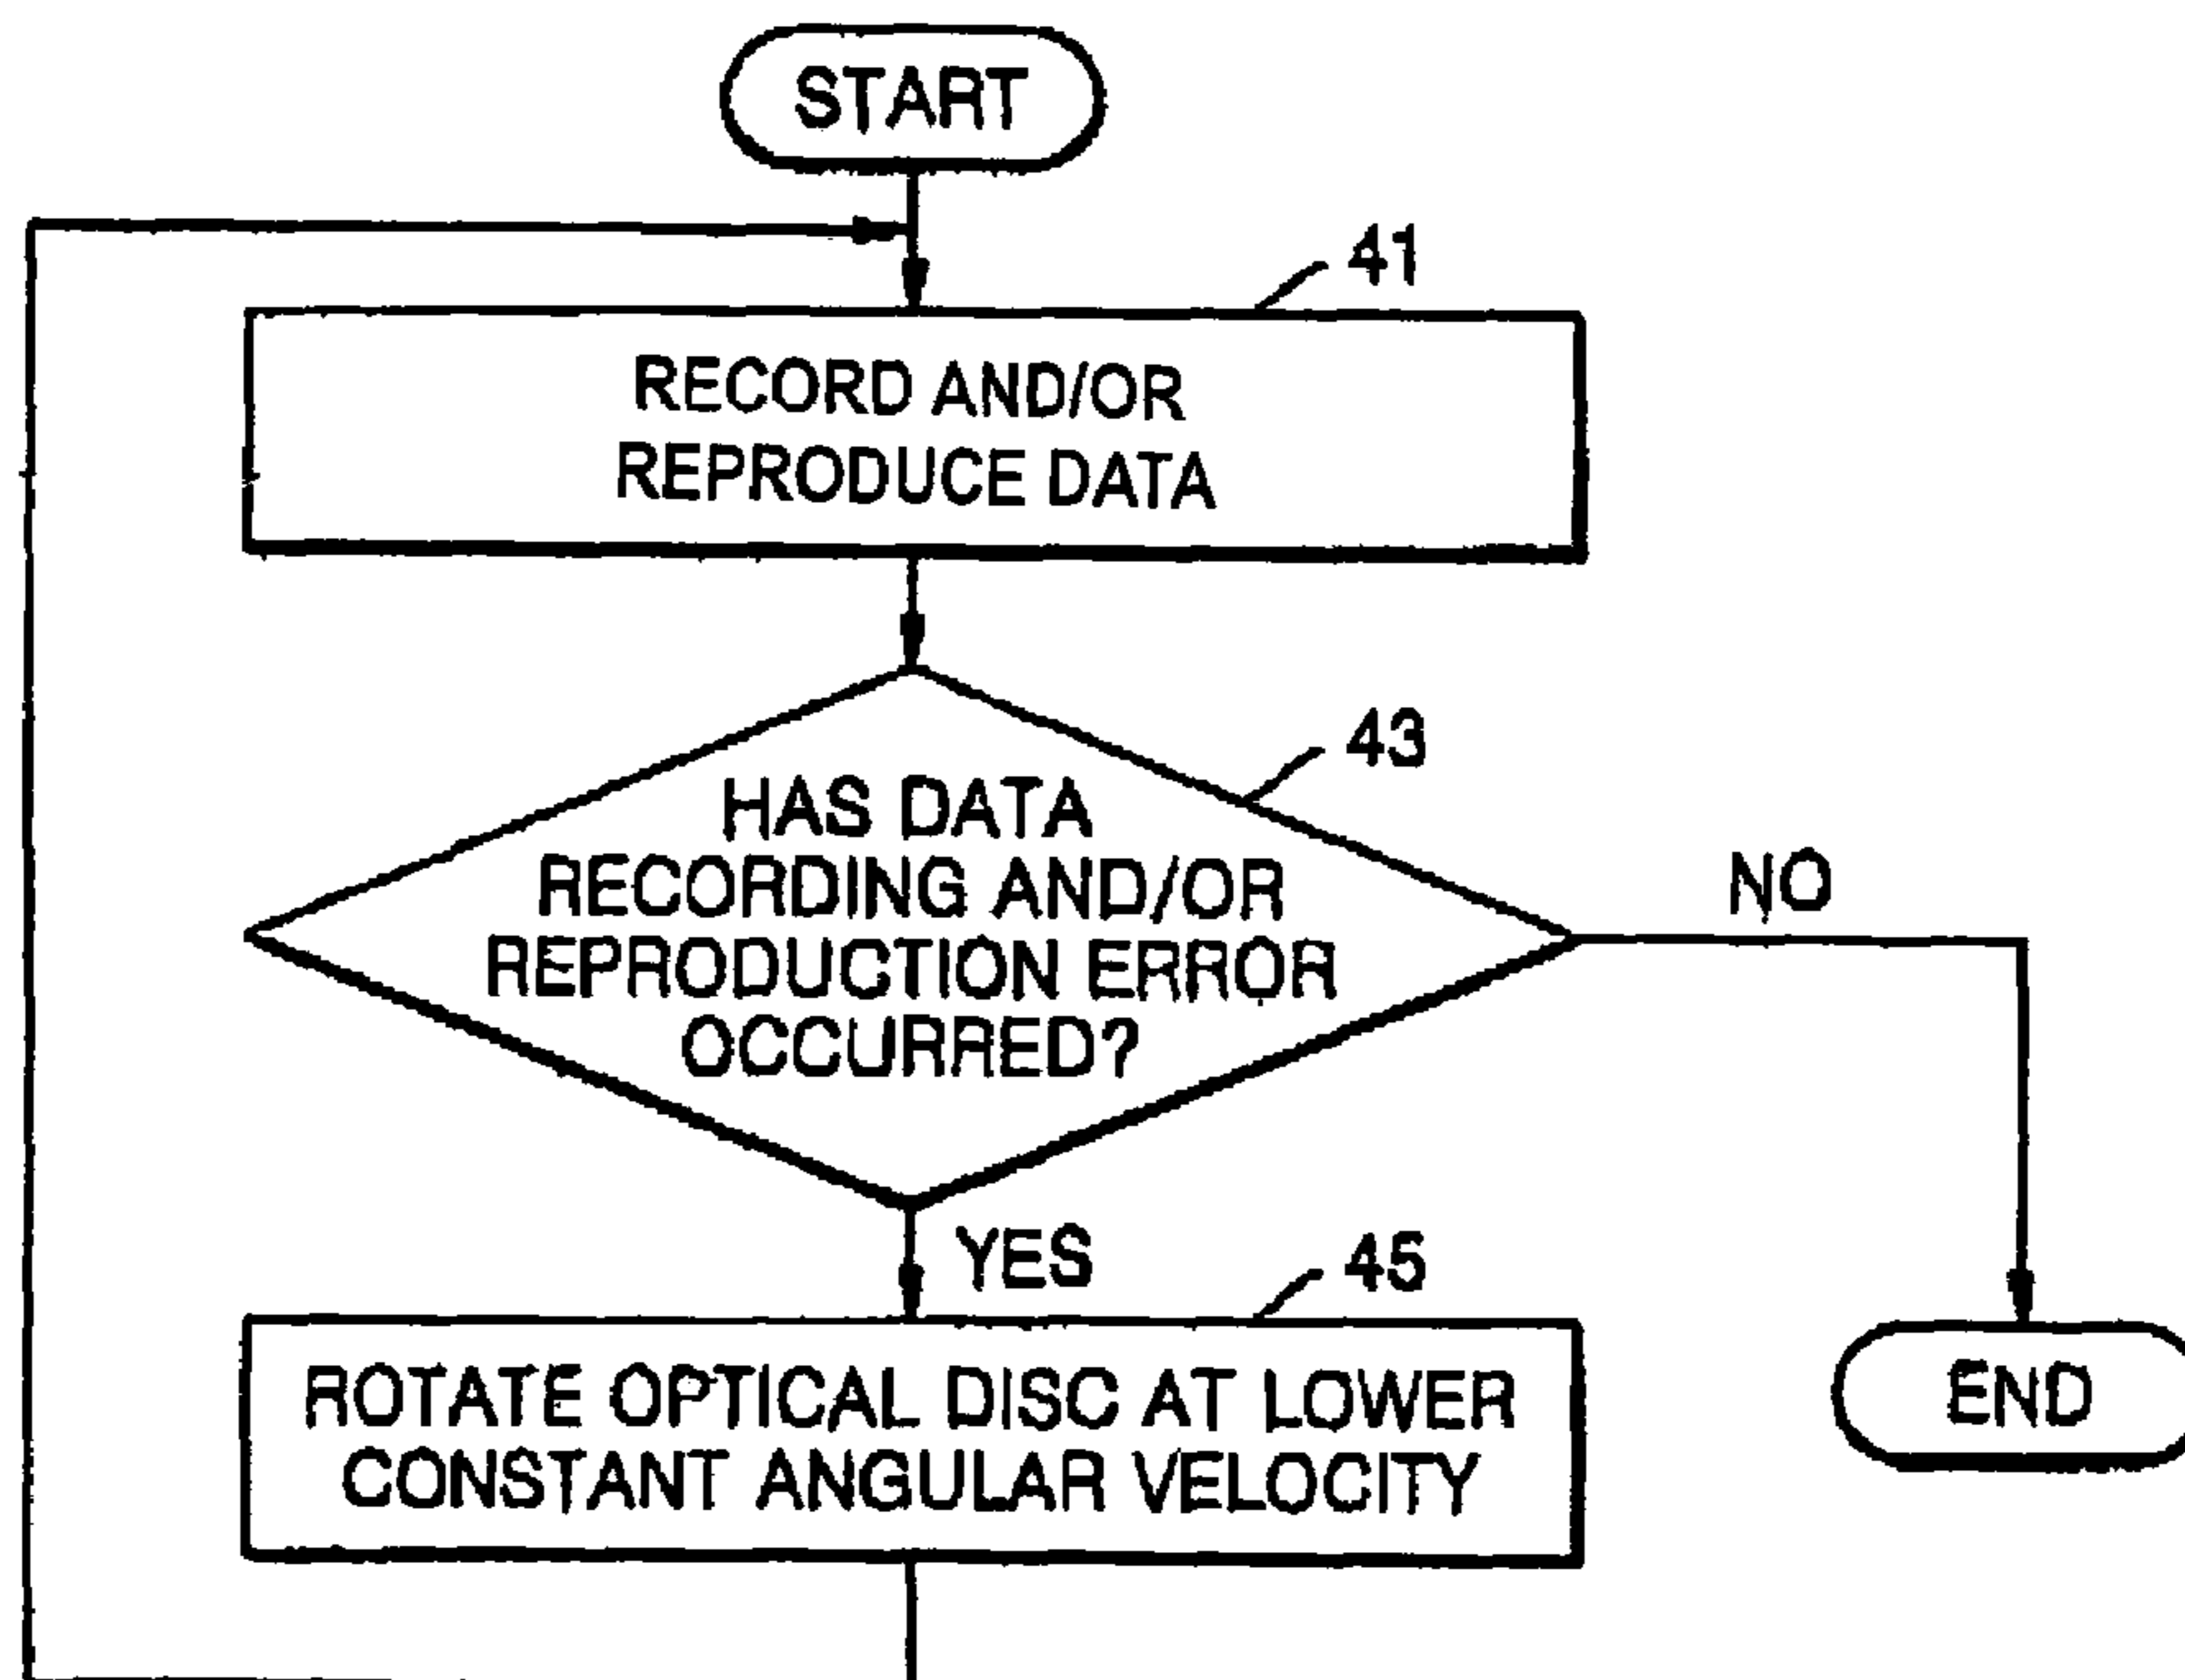 START
41
RECORD AND/OR
REPRODUCE DATA
43
HAS DATA
RECORDING AND/OR
REPRODUCTION ERROR
OCCURRED?
NO
YES
45
ROTATE OPTICAL DISC AT LOWER
CONSTANT ANGULAR VELOCITY
END